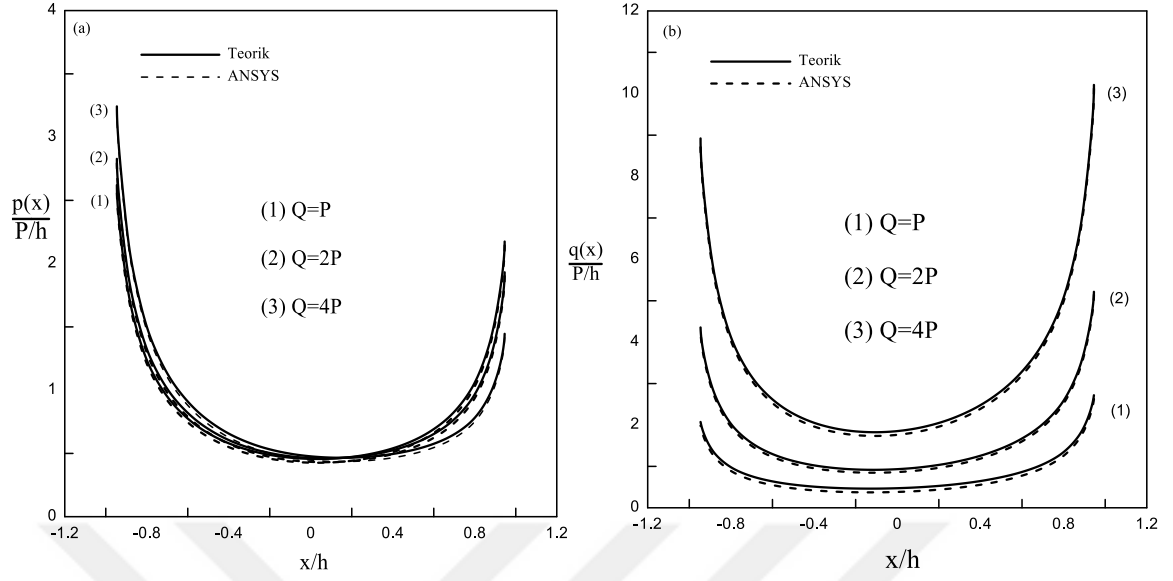 (a)
4
3
2
1
0
Teorik
ANSYS
(3)
(2)
(1)
p(x)
P/h
(1) Q=P
(2) Q=2P
(3) Q=4P
-1.2 -0.8 -0.4 0 0.4 0.8 1.2
x/h
(b)
12
10
8
6
4
2
0
Teorik
ANSYS
(3)
(2)
(1)
q(x)
P/h
(1) Q=P
(2) Q=2P
(3) Q=4P
-1.2 -0.8 -0.4 0 0.4 0.8 1.2
x/h